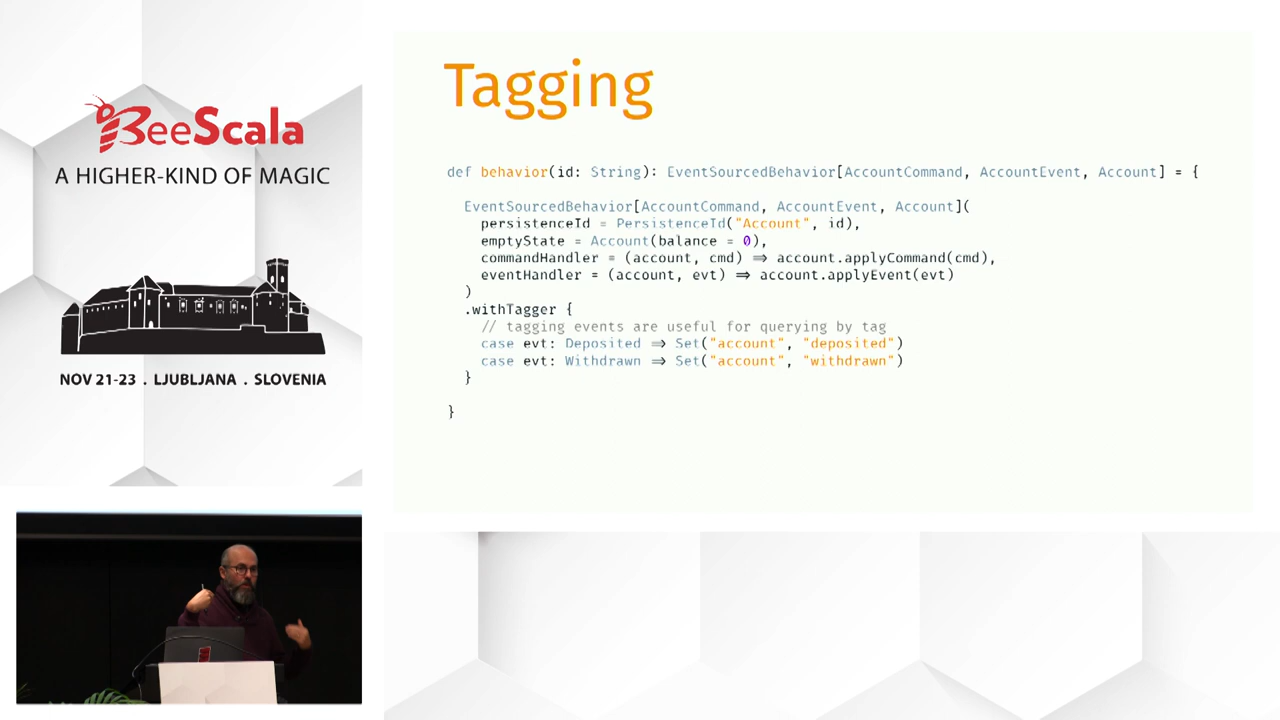 BeeScala
A HIGHER-KIND OF MAGIC
NOV 21-23 . LJUBLJANA . SLOVENIA
Tagging
def behavior(id: String): EventSourcedBehavior[AccountCommand, AccountEvent, Account] = {
EventSourcedBehavior[AccountCommand, AccountEvent, Account](
persistenceId = PersistenceId("Account", id),
emptyState = Account(balance = 0),
commandHandler = (account, cmd) ⇒ account.applyCommand(cmd),
eventHandler = (account, evt) ⇒ account.applyEvent(evt)
)
.withTagger {
// tagging events are useful for querying by tag
case evt: Deposited ⇒ Set("account", "deposited")
case evt: Withdrawn ⇒ Set("account", "withdrawn")
}
}